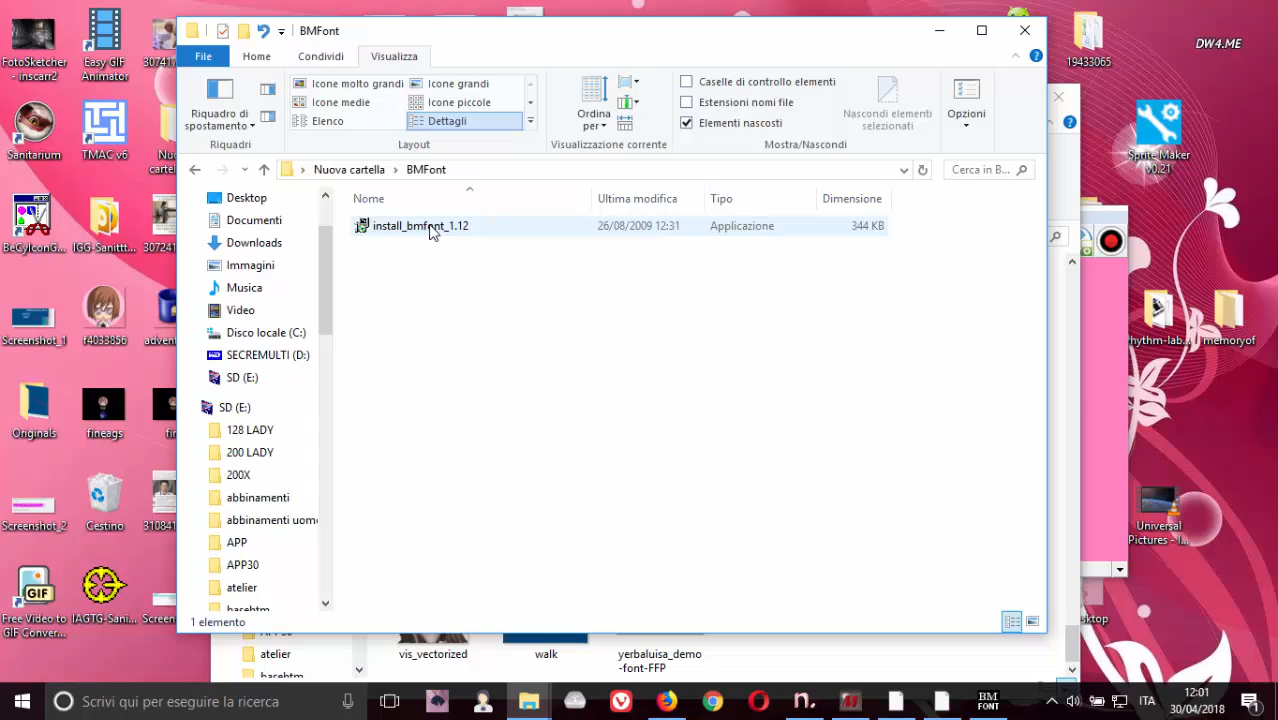 BMFont
DW4.ME
File Home Condividi Visualizza
Riquadro di spostamento
Icone molto grandi Icone grandi
Icone medie Icone piccole
Elenco Dettagli
Ordina per
Caselle di controllo elementi
Estensioni nomi file
Elementi nascosti
Nascondi elementi selezionati
Opzioni
Riquadri Layout Visualizzazione corrente Mostra/Nascondi
Nuova cartella BMFont
Cerca in B...
Nome Ultima modifica Tipo Dimensione
install_bmfont_1.12 26/08/2009 12:31 Applicazione 344 KB
Desktop
Documenti
Downloads
Immagini
Musica
Video
Disco locale (C:)
SECREMULTI (D:)
SD (E:)
SD (E:)
128 LADY
200 LADY
200X
abbinamenti
abbinamenti uom
APP
APP30
atelier
1 elemento
atelier
vis_vectorized
walk
yerbaluisa_demo
-font-FFP
FotoSketcher
- inscarr2
Easy GIF
Animator
Sanitarium
TMAC v6
BeCyIconG...
IGG-Sanittt...
Screenshot_1
f4033856
Originals
fineags
Screenshot_2
Cestino
Free Video to
GIF Conver...
IAGTG-Sani...
19433065
Sprite Maker
v0.21
memoryof
Universal
Pictures - I...
Scrivi qui per eseguire la ricerca
BM
FONT
ITA
12:01
30/04/2018